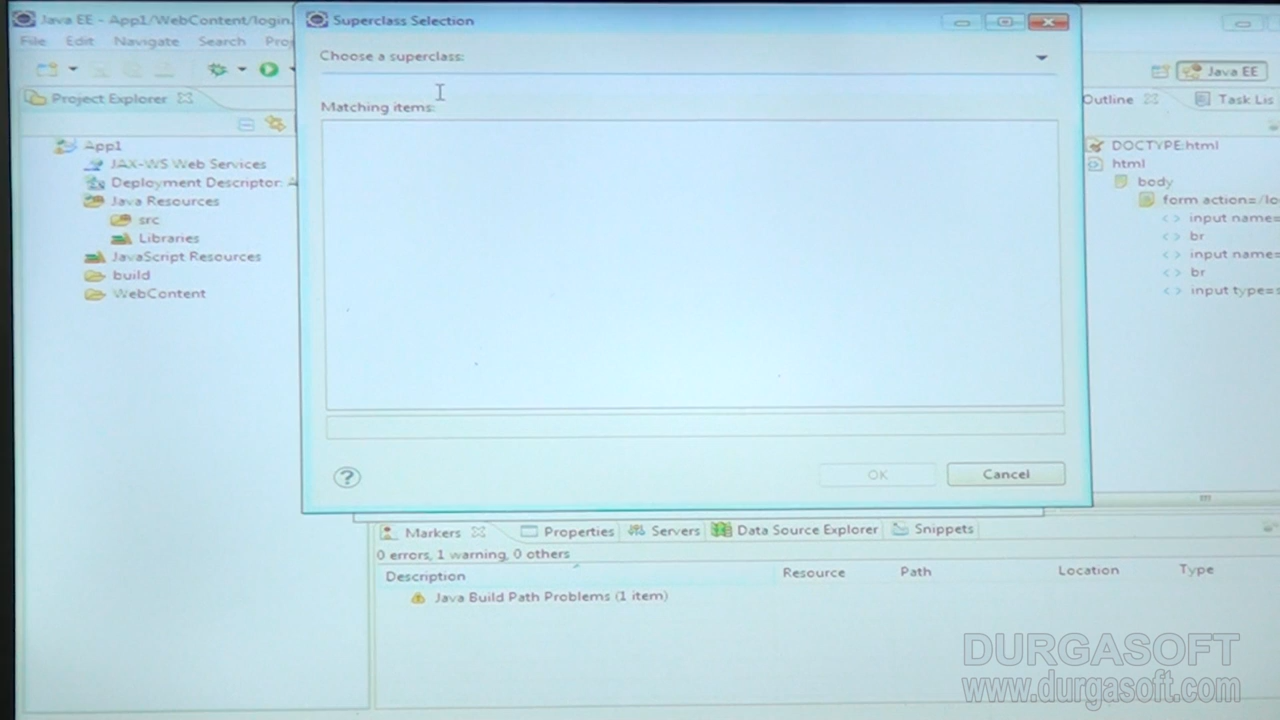 Java EE - App1/WebContent/login.
Superclass Selection
File Edit Navigate Search Proj
Choose a superclass:
Java EE
Project Explorer
Outline
Task Lis
Matching items:
App1
JAX-WS Web Services
Deployment Descriptor: A
Java Resources
src
Libraries
JavaScript Resources
build
WebContent
DOCTYPE:html
html
body
form action=/lo
input name=
br
input name=
br
input type=s
?
OK
Cancel
Markers
Properties
Servers
Data Source Explorer
Snippets
0 errors, 1 warning, 0 others
Description
Resource
Path
Location
Type
Java Build Path Problems (1 item)
DURGASOFT
www.durgasoft.com